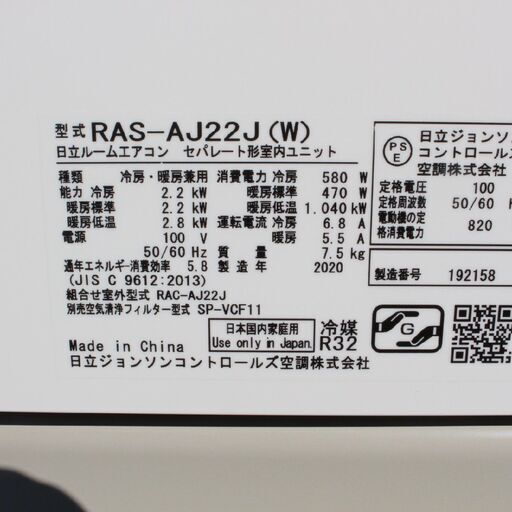 型式 RAS-AJ22J(W)
日立ルームエアコン セパレート形室内ユニット
種類 冷房・暖房兼用 消費電力 冷房 580 W
能力 冷房 2.2 kW 暖房標準 470 W
暖房標準 2.2 kW 暖房低温 1.040 kW
暖房低温 2.8 kW 運転電流 冷房 6.8 A
電源 100 V 暖房 5.5 A
50/60 Hz 質量 7.5 kg
通年エネルギー消費効率 5.8 製造年 2020
(JIS C 9612:2013)
組合せ室外型式 RAC-AJ22J
別売空気清浄フィルター型式 SP-VCF11
日本国内家庭用
Use only in Japan.
冷媒
R32
Made in China
日立ジョンソンコントロールズ空調株式会社
PS
E
日立ジョンソン
コントロールズ
空調株式会社
定格電圧 100
定格周波数 50/60
電動機の定
格消費電力 820
製造番号 192158
G